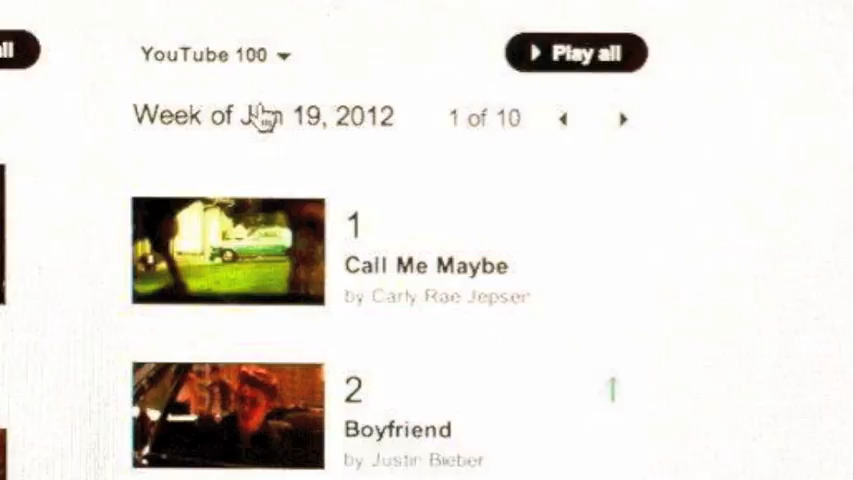 YouTube 100
Play all
Week of 19, 2012
1 of 10
1
Call Me Maybe
by Carly Rae Jepsen
2
Boyfriend
by Justin Bieber